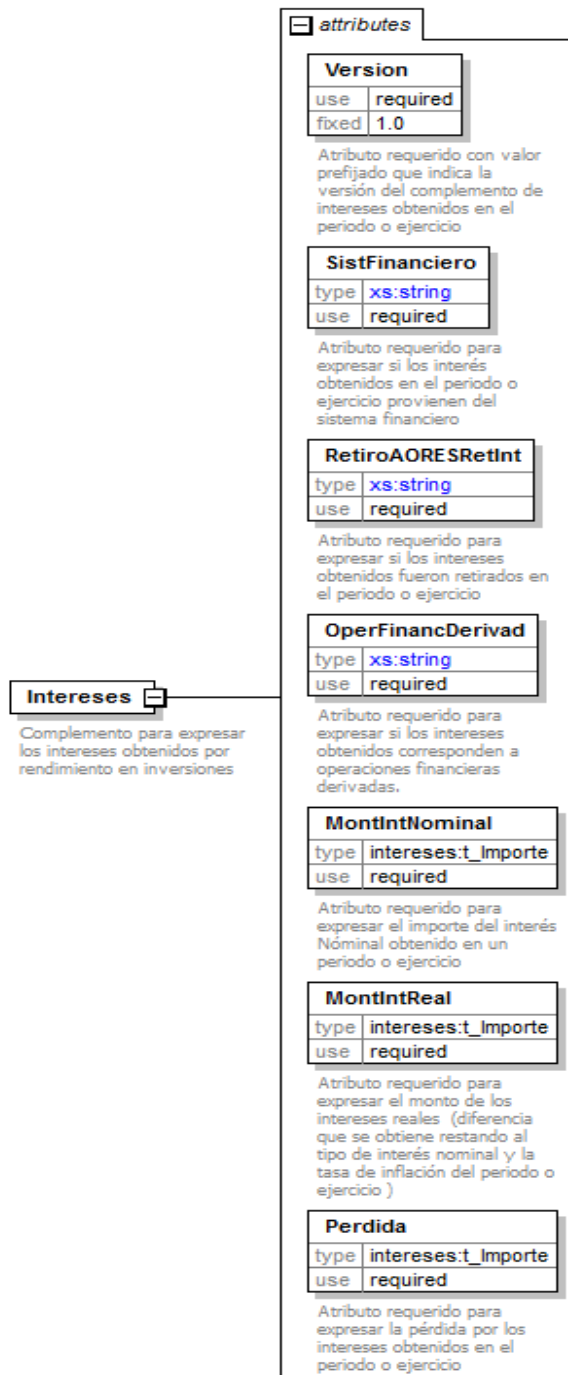 attributes
Version
use required
fixed 1.0
Atributo requerido con valor
prefijado que indica la
versión del complemento de
intereses obtenidos en el
periodo o ejercicio
SistFinanciero
type xs:string
use required
Atributo requerido para
expresar si los interés
obtenidos en el periodo o
ejercicio provienen del
sistema financiero
RetiroAORESRetInt
type xs:string
use required
Atributo requerido para
expresar si los intereses
obtenidos fueron retirados en
el periodo o ejercicio
OperFinancDerivad
type xs:string
use required
Atributo requerido para
expresar si los intereses
obtenidos corresponden a
operaciones financieras
derivadas.
Intereses
Complemento para expresar
los intereses obtenidos por
rendimiento en inversiones
MontIntNominal
type intereses:t_Importe
use required
Atributo requerido para
expresar el importe del interés
Nóminal obtenido en un
periodo o ejercicio
MontIntReal
type intereses:t_Importe
use required
Atributo requerido para
expresar el monto de los
intereses reales (diferencia
que se obtiene restando al
tipo de interés nominal y la
tasa de inflación del periodo o
ejercicio )
Perdida
type intereses:t_Importe
use required
Atributo requerido para
expresar la pérdida por los
intereses obtenidos en el
periodo o ejercicio